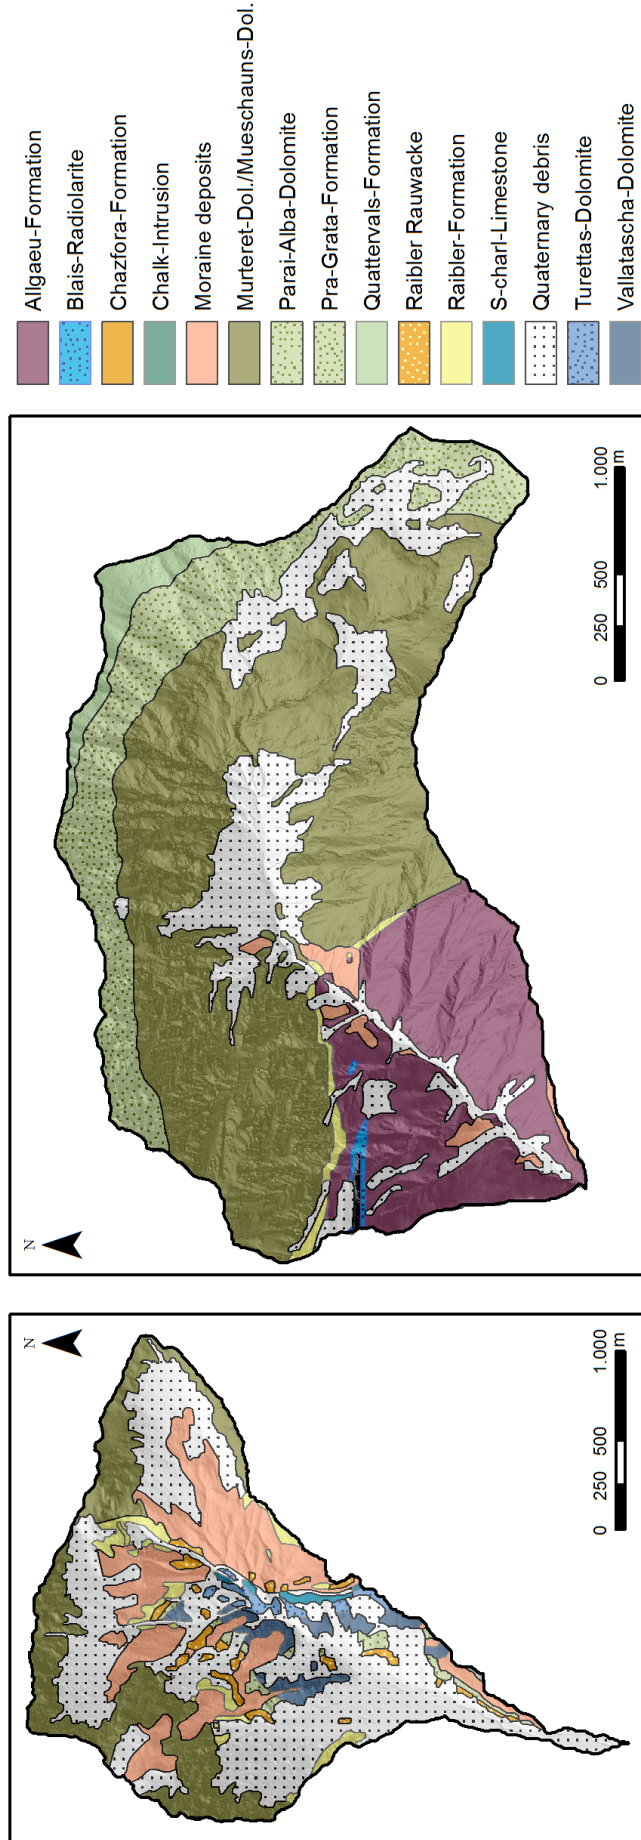 N
0 250 500 1.000
m
N
0 250 500 1.000
m
Allgaeu-Formation
Blais-Radiolarite
Chazfora-Formation
Chalk-Intrusion
Moraine deposits
Murteret-Dol./Mueschauns-Dol.
Parai-Alba-Dolomite
Pra-Grata-Formation
Quattervals-Formation
Raibler Rauwacke
Raibler-Formation
S-charl-Limestone
Quaternary debris
Turettas-Dolomite
Vallatascha-Dolomite